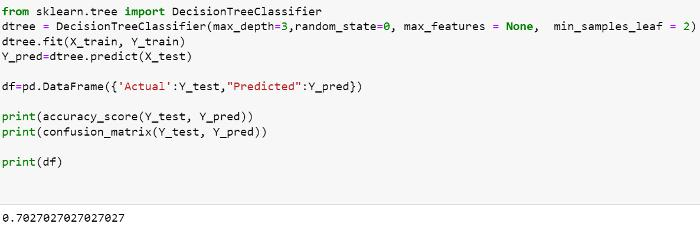 from sklearn.tree import DecisionTreeClassifier
dtree = DecisionTreeClassifier(max_depth=3,random_state=0, max_features = None,  min_samples_leaf = 2)
dtree.fit(X_train, Y_train)
Y_pred=dtree.predict(X_test)
df=pd.DataFrame({'Actual':Y_test,"Predicted":Y_pred})
print(accuracy_score(Y_test, Y_pred))
print(confusion_matrix(Y_test, Y_pred))
print(df)
0.7027027027027027